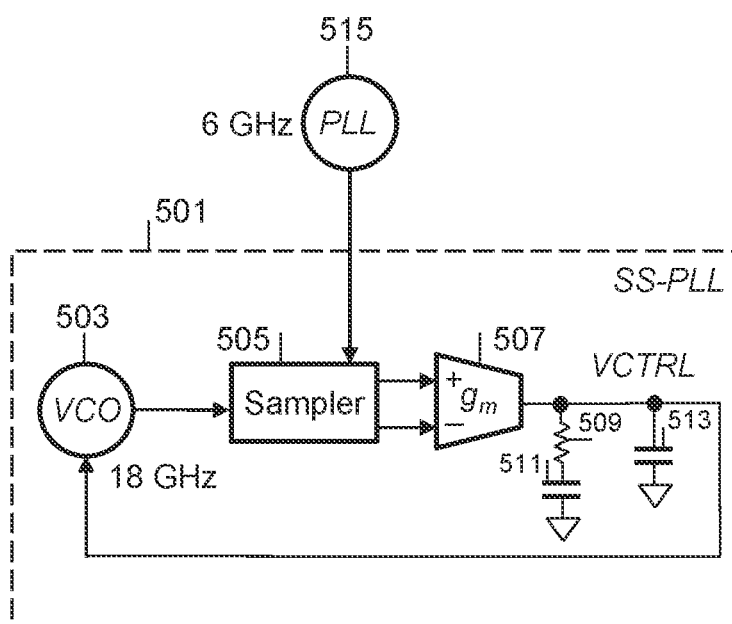 515
6 GHz
PLL
501
SS-PLL
503
505
507
VCTRL
VCO
Sampler
+
gm
–
509
513
511
18 GHz